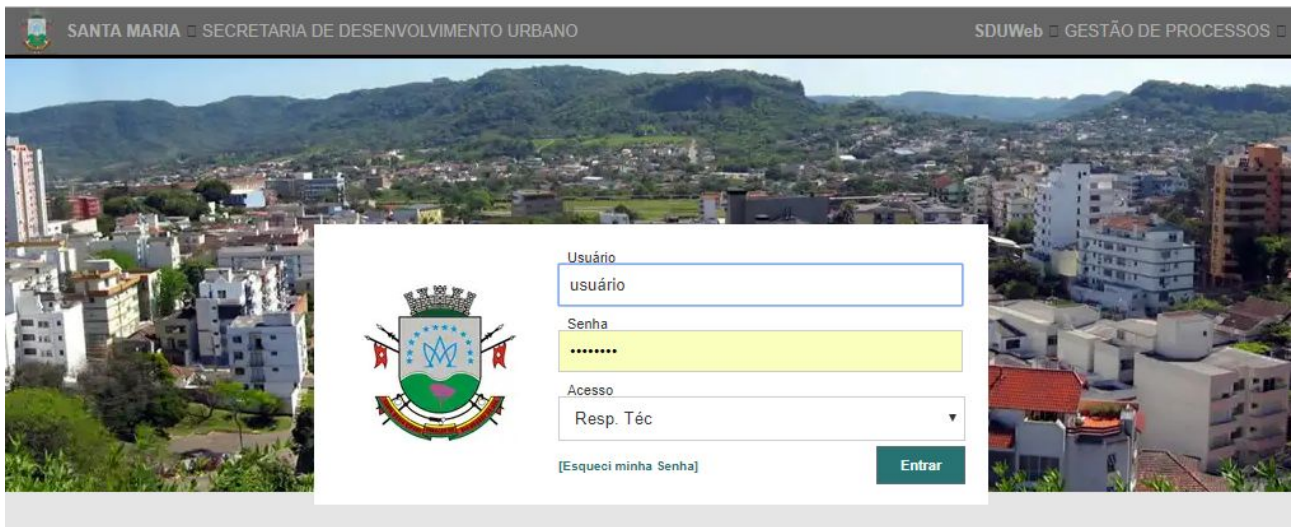 SANTA MARIA SECRETARIA DE DESENVOLVIMENTO URBANO
SDUWeb GESTÃO DE PROCESSOS
Usuário
usuário
Senha
••••••••
Acesso
Resp. Téc
[Esqueci minha Senha]
Entrar